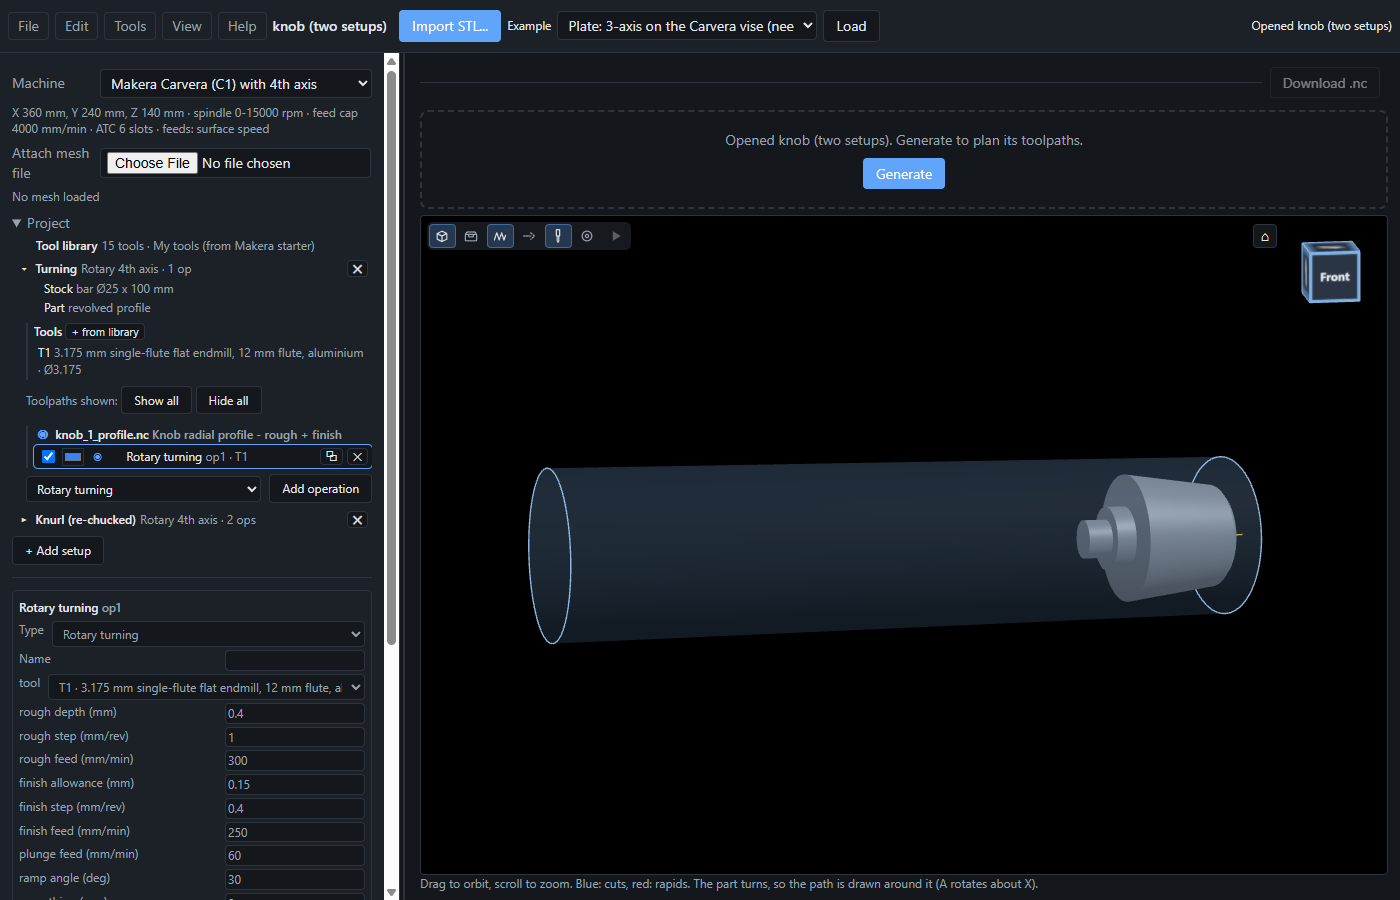 File
Edit
Tools
View
Help
knob (two setups)
Import STL...
Example
Plate: 3-axis on the Carvera vise (nee
Load
Opened knob (two setups)
Machine
Makera Carvera (C1) with 4th axis
X 360 mm, Y 240 mm, Z 140 mm · spindle 0-15000 rpm · feed cap
4000 mm/min · ATC 6 slots · feeds: surface speed
Attach mesh
file
Choose File No file chosen
No mesh loaded
Project
Tool library 15 tools · My tools (from Makera starter)
Turning Rotary 4th axis · 1 op
Stock bar Ø25 x 100 mm
Part revolved profile
Tools + from library
T1 3.175 mm single-flute flat endmill, 12 mm flute, aluminium
· Ø3.175
Toolpaths shown: Show all Hide all
knob_1_profile.nc Knob radial profile - rough + finish
Rotary turning op1 · T1
Rotary turning
Add operation
Knurl (re-chucked) Rotary 4th axis · 2 ops
+ Add setup
Rotary turning op1
Type Rotary turning
Name
tool T1 · 3.175 mm single-flute flat endmill, 12 mm flute, al
rough depth (mm) 0.4
rough step (mm/rev) 1
rough feed (mm/min) 300
finish allowance (mm) 0.15
finish step (mm/rev) 0.4
finish feed (mm/min) 250
plunge feed (mm/min) 60
ramp angle (deg) 30
Download .nc
Opened knob (two setups). Generate to plan its toolpaths.
Generate
Front
Drag to orbit, scroll to zoom. Blue: cuts, red: rapids. The part turns, so the path is drawn around it (A rotates about X).